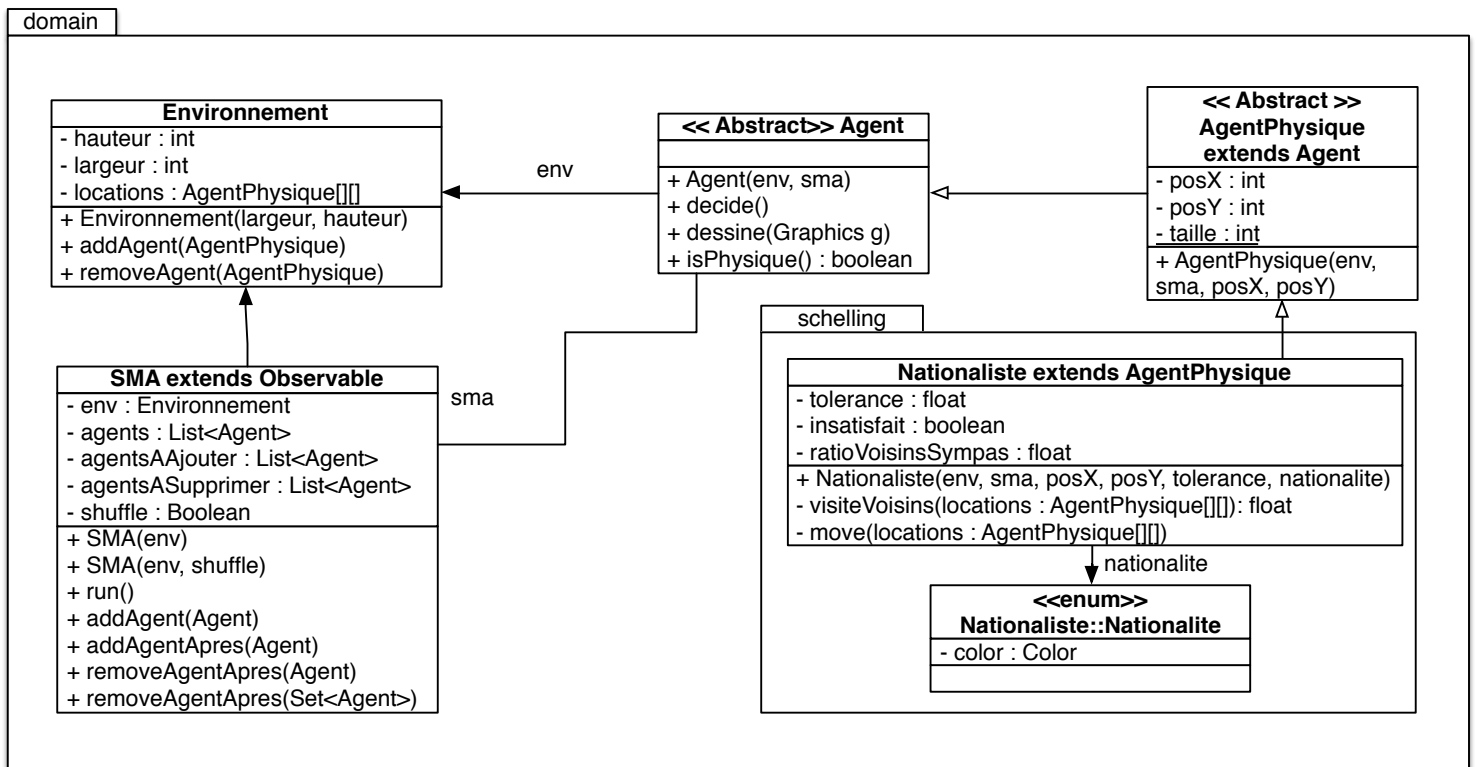 domain
Environnement
- hauteur : int
- largeur : int
- locations : AgentPhysique[][]
+ Environnement(largeur, hauteur)
+ addAgent(AgentPhysique)
+ removeAgent(AgentPhysique)
env
<< Abstract>> Agent
+ Agent(env, sma)
+ decide()
+ dessine(Graphics g)
+ isPhysique() : boolean
<< Abstract >>
AgentPhysique
extends Agent
- posX : int
- posY : int
- taille : int
+ AgentPhysique(env,
sma, posX, posY)
SMA extends Observable
- env : Environnement
- agents : List<Agent>
- agentsAAjouter : List<Agent>
- agentsASupprimer : List<Agent>
- shuffle : Boolean
+ SMA(env)
+ SMA(env, shuffle)
+ run()
+ addAgent(Agent)
+ addAgentApres(Agent)
+ removeAgentApres(Agent)
+ removeAgentApres(Set<Agent>)
sma
schelling
Nationaliste extends AgentPhysique
- tolerance : float
- insatisfait : boolean
- ratioVoisinsSympas : float
+ Nationaliste(env, sma, posX, posY, tolerance, nationalite)
- visiteVoisins(locations : AgentPhysique[][]): float
- move(locations : AgentPhysique[][])
nationalite
<<enum>>
Nationaliste::Nationalite
- color : Color